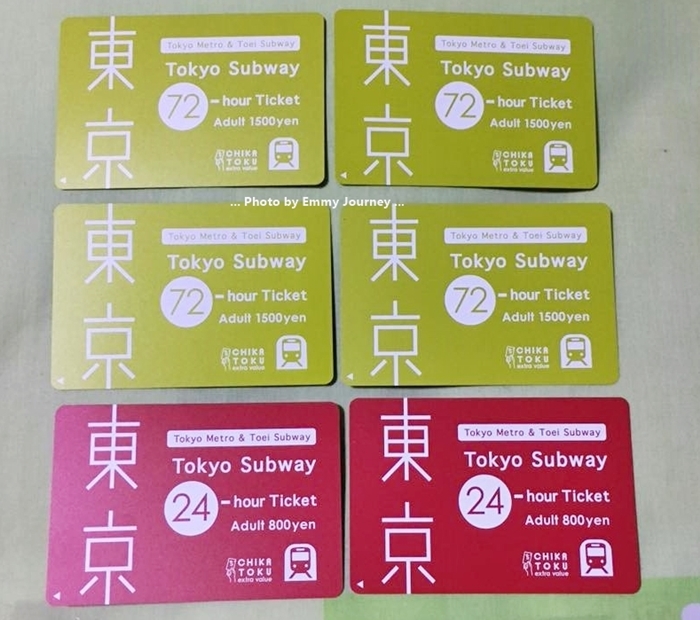 東京
Tokyo Metro & Toei Subway
Tokyo Subway
72-hour Ticket
Adult 1500yen
CHIKA
TOKU
extra value
東京
Tokyo Metro & Toei Subway
Tokyo Subway
72-hour Ticket
Adult 1500yen
CHIKA
TOKU
extra value
... Photo by Emmy Journey ...
東京
Tokyo Metro & Toei Subway
Tokyo Subway
72-hour Ticket
Adult 1500yen
CHIKA
TOKU
extra value
東京
Tokyo Metro & Toei Subway
Tokyo Subway
72-hour Ticket
Adult 1500yen
CHIKA
TOKU
extra value
東京
Tokyo Metro & Toei Subway
Tokyo Subway
24-hour Ticket
Adult 800yen
CHIKA
TOKU
extra value
東京
Tokyo Metro & Toei Subway
Tokyo Subway
24-hour Ticket
Adult 800yen
CHIKA
TOKU
extra value